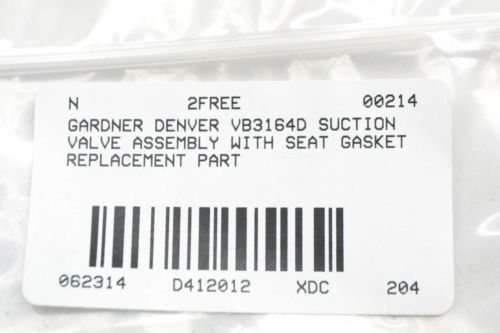 N 2FREE 00214
GARDNER DENVER VB3164D SUCTION
VALVE ASSEMBLY WITH SEAT GASKET
REPLACEMENT PART
062314 D412012 XDC 204